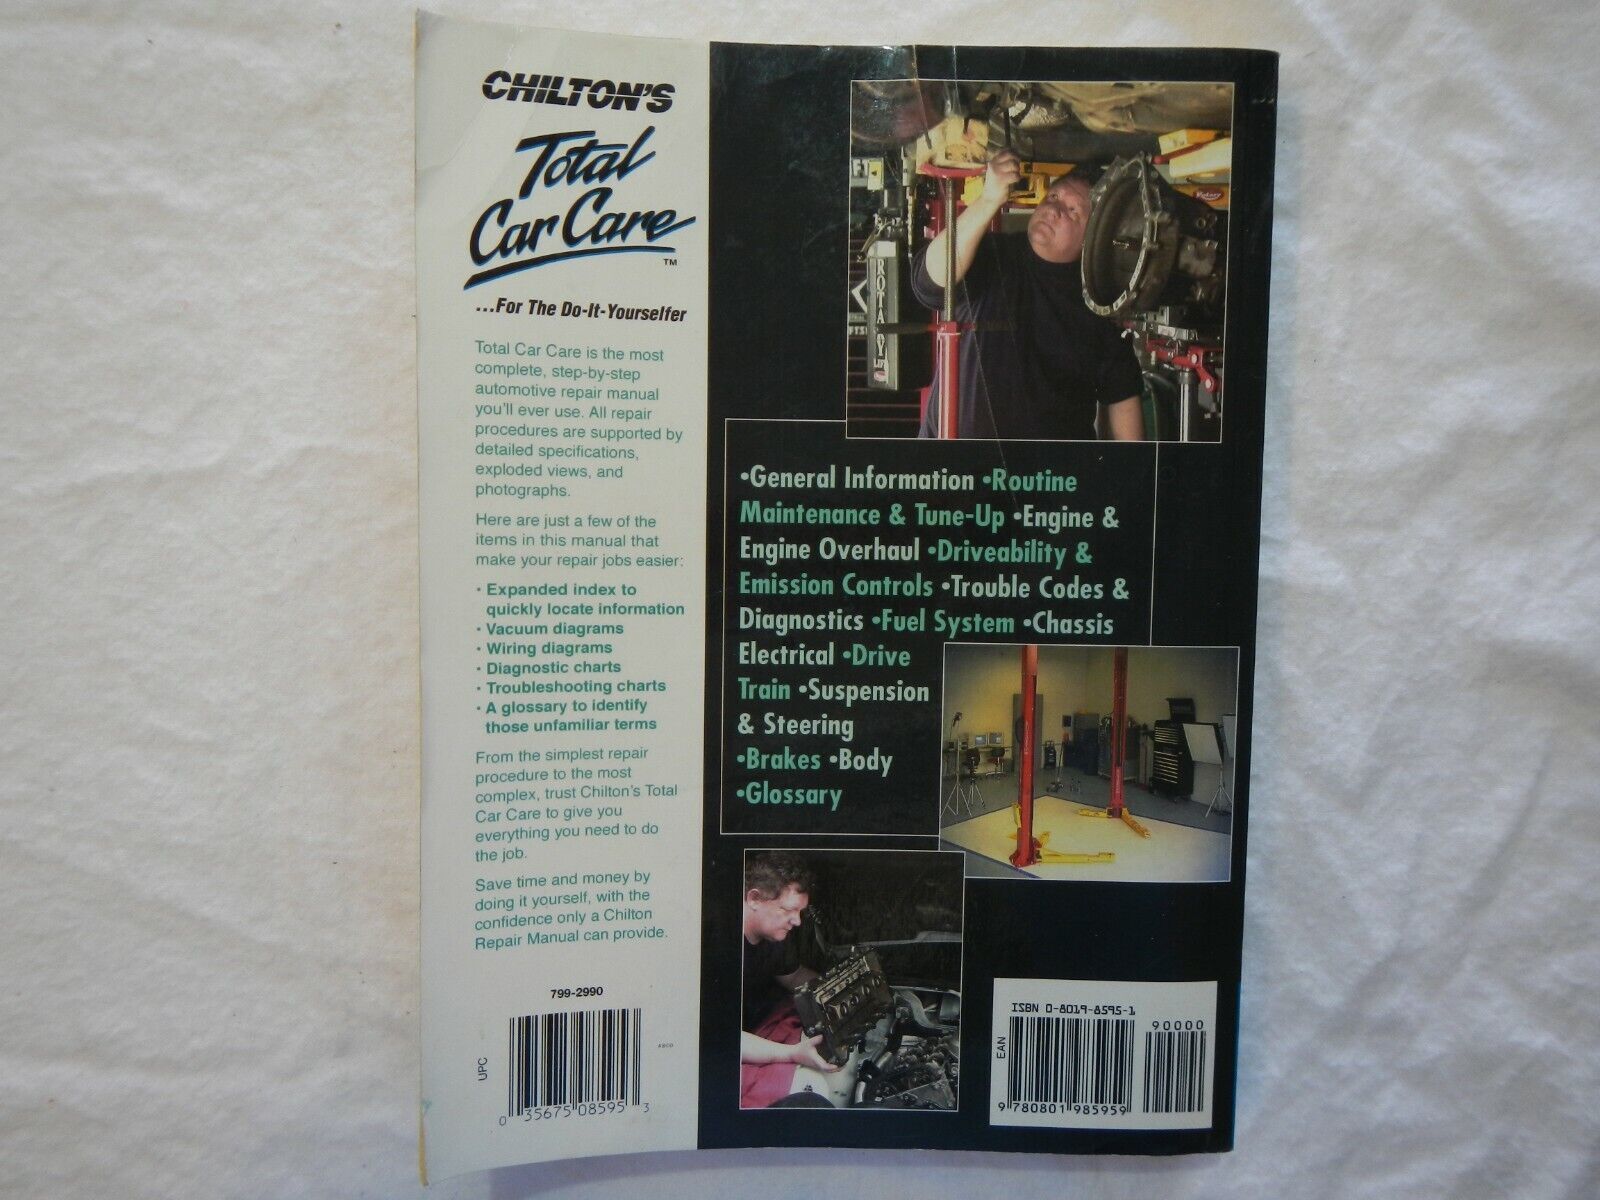 CHILTON'S
Total
Car Care
™
...For The Do-It-Yourselfer
Total Car Care is the most
complete, step-by-step
automotive repair manual
you'll ever use. All repair
procedures are supported by
detailed specifications,
exploded views, and
photographs.
Here are just a few of the
items in this manual that
make your repair jobs easier:
• Expanded index to
quickly locate information
• Vacuum diagrams
• Wiring diagrams
• Diagnostic charts
• Troubleshooting charts
• A glossary to identify
those unfamiliar terms
From the simplest repair
procedure to the most
complex, trust Chilton's Total
Car Care to give you
everything you need to do
the job.
Save time and money by
doing it yourself, with the
confidence only a Chilton
Repair Manual can provide.
799-2990
UPC
0 35675 08595 3
ROTARY
•General Information •Routine
Maintenance & Tune-Up •Engine &
Engine Overhaul •Driveability &
Emission Controls •Trouble Codes &
Diagnostics •Fuel System •Chassis
Electrical •Drive
Train •Suspension
& Steering
•Brakes •Body
•Glossary
ISBN 0-8019-8595-1
90000
EAN
9 780801 985959